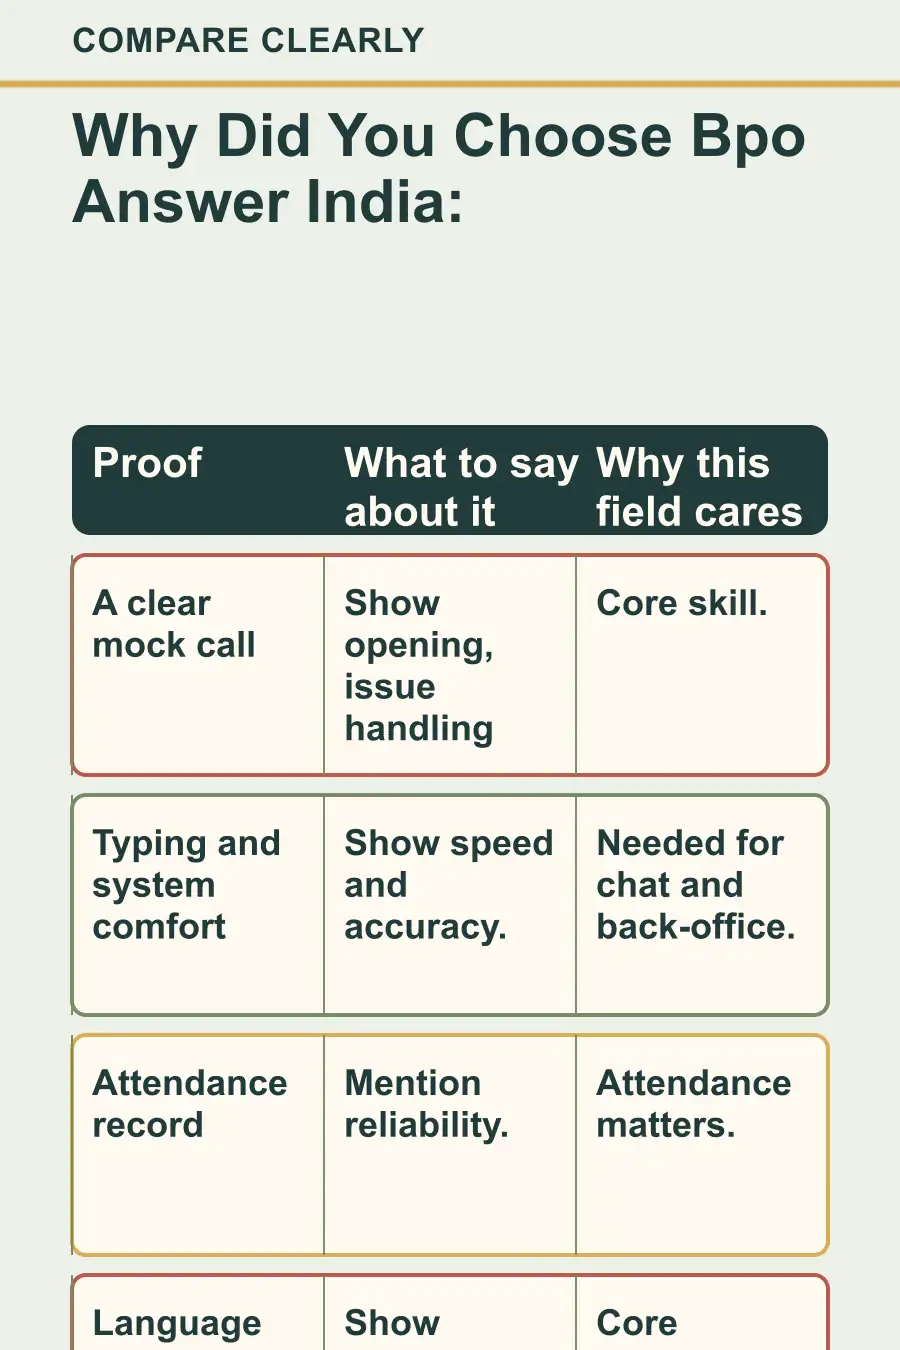 COMPARE CLEARLY
Why Did You Choose Bpo
Answer India:
Proof
What to say
about it
Why this
field cares
A clear
mock call
Show
opening,
issue
handling
Core skill.
Typing and
system
comfort
Show speed
and
accuracy.
Needed for
chat and
back-office.
Attendance
record
Mention
reliability.
Attendance
matters.
Language
Show
Core